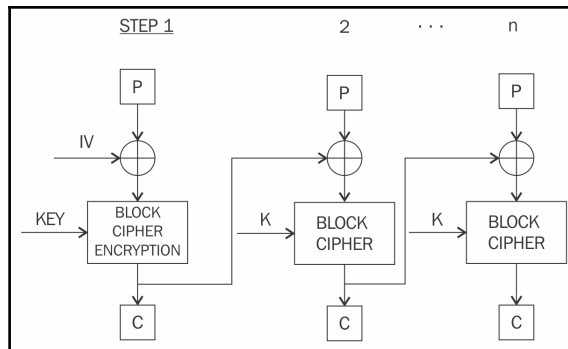 STEP 1 2 ... n
P P P
IV
KEY BLOCK CIPHER ENCRYPTION K BLOCK CIPHER K BLOCK CIPHER
C C C